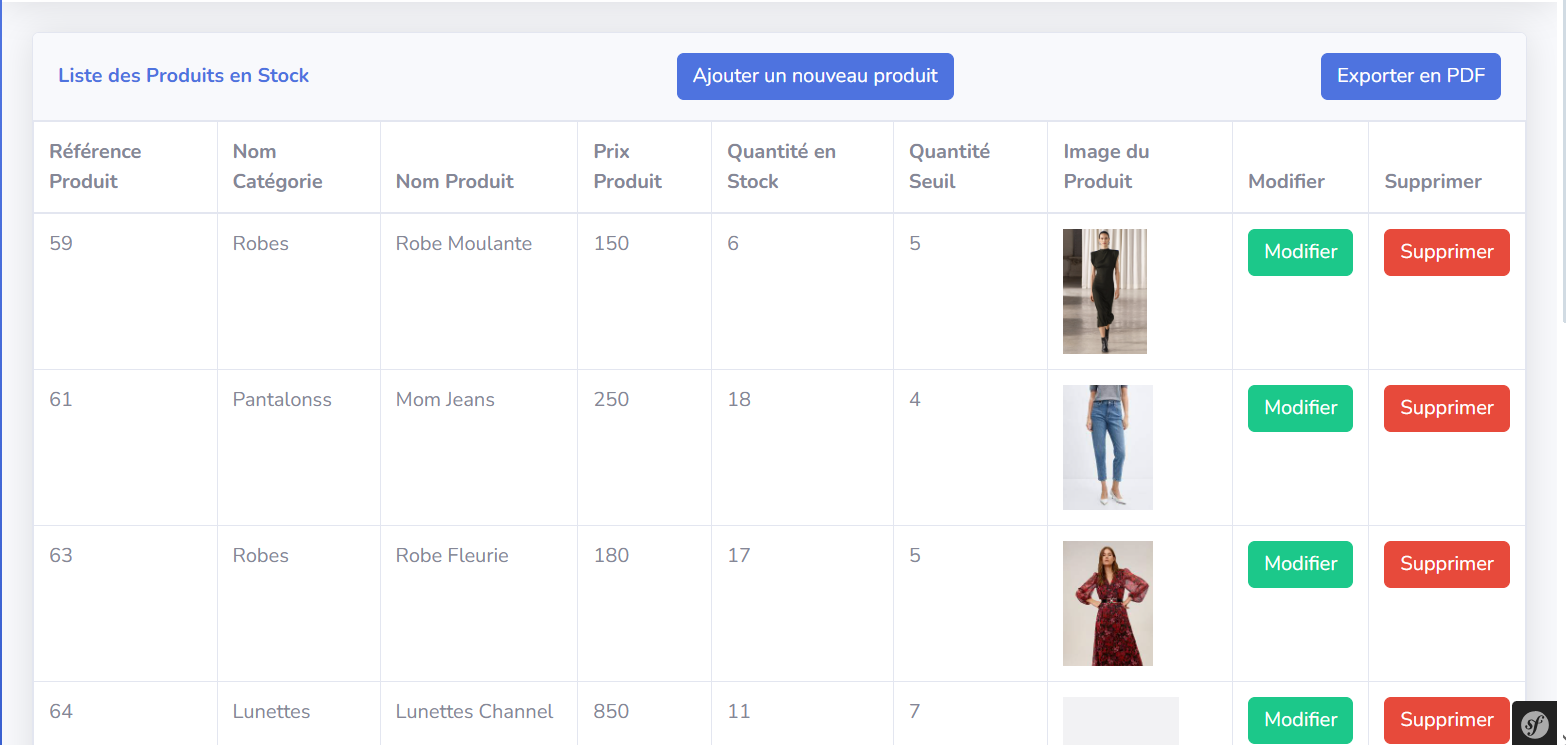 Liste des Produits en Stock
Ajouter un nouveau produit
Exporter en PDF
Référence Produit
Nom Catégorie
Nom Produit
Prix Produit
Quantité en Stock
Quantité Seuil
Image du Produit
Modifier
Supprimer
59 Robes Robe Moulante 150 6 5 Modifier Supprimer
61 Pantalonss Mom Jeans 250 18 4 Modifier Supprimer
63 Robes Robe Fleurie 180 17 5 Modifier Supprimer
64 Lunettes Lunettes Channel 850 11 7 Modifier Supprimer
sf